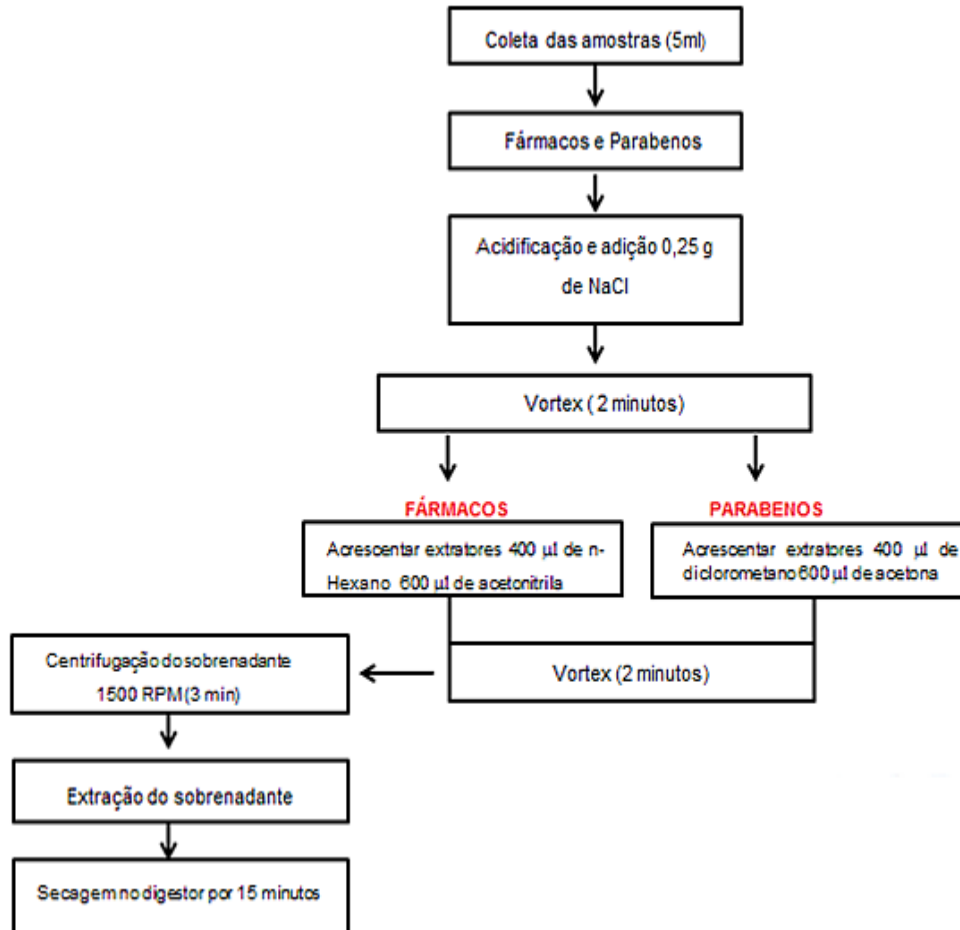 Coleta das amostras (5ml)
Fármacos e Parabenos
Acidificação e adição 0,25 g
de NaCl
Vortex ( 2 minutos)
FÁRMACOS
Acrescentar extratores 400 µl de n-
Hexano 600 µl de acetonitrila
PARABENOS
Acrescentar extratores 400 µl de
diclorometano 600 µl de acetona
Vortex (2 minutos)
Centrifugação do sobrenadante
1500 RPM (3 min)
Extração do sobrenadante
Secagem no digestor por 15 minutos